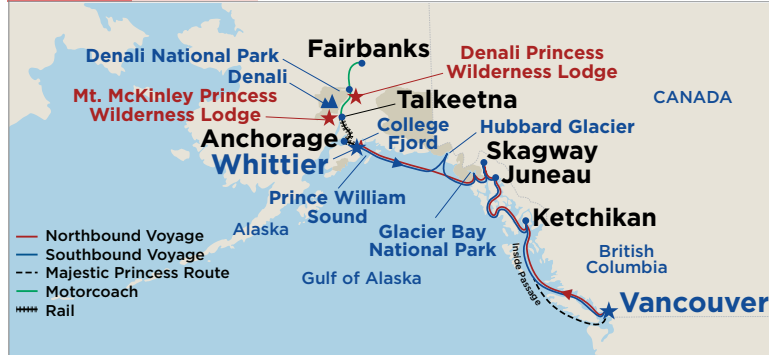 Fairbanks
Denali National Park
Denali
Denali Princess
Wilderness Lodge
Mt. McKinley Princess
Wilderness Lodge
Talkeetna
CANADA
College
Fjord
Hubbard Glacier
Anchorage
Whittier
Skagway
Juneau
Prince William
Sound
Glacier Bay
National Park
Ketchikan
Alaska
Gulf of Alaska
Inside Passage
British
Columbia
Vancouver
Northbound Voyage
Southbound Voyage
Majestic Princess Route
Motorcoach
Rail